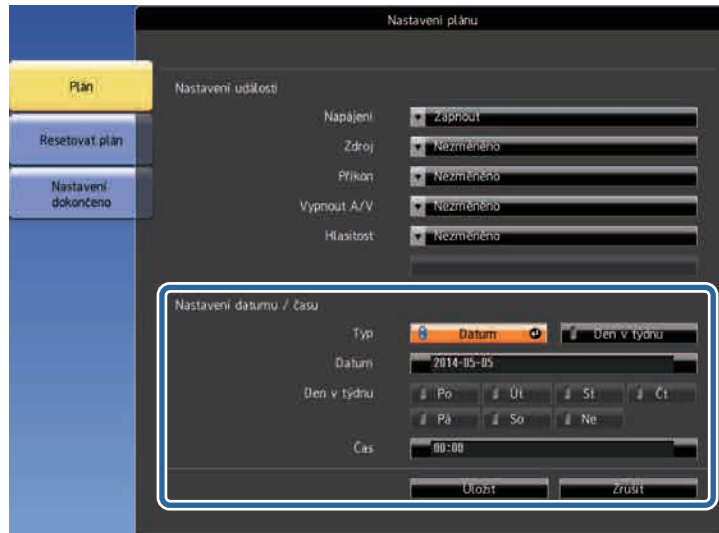 Nastavení plánu
Plán
Resetovat plán
Nastavení
dokončeno
Nastavení události
Napájení Zapnout
Zdroj Nezměněno
Příkon Nezměněno
Vypnout A/V Nezměněno
Hlasitost Nezměněno
Nastavení datumu / času
Typ Datum Den v týdnu
Datum 2014-05-05
Den v týdnu Po Út St Čt
Pá So Ne
Čas 00:00
Uložit Zrušit